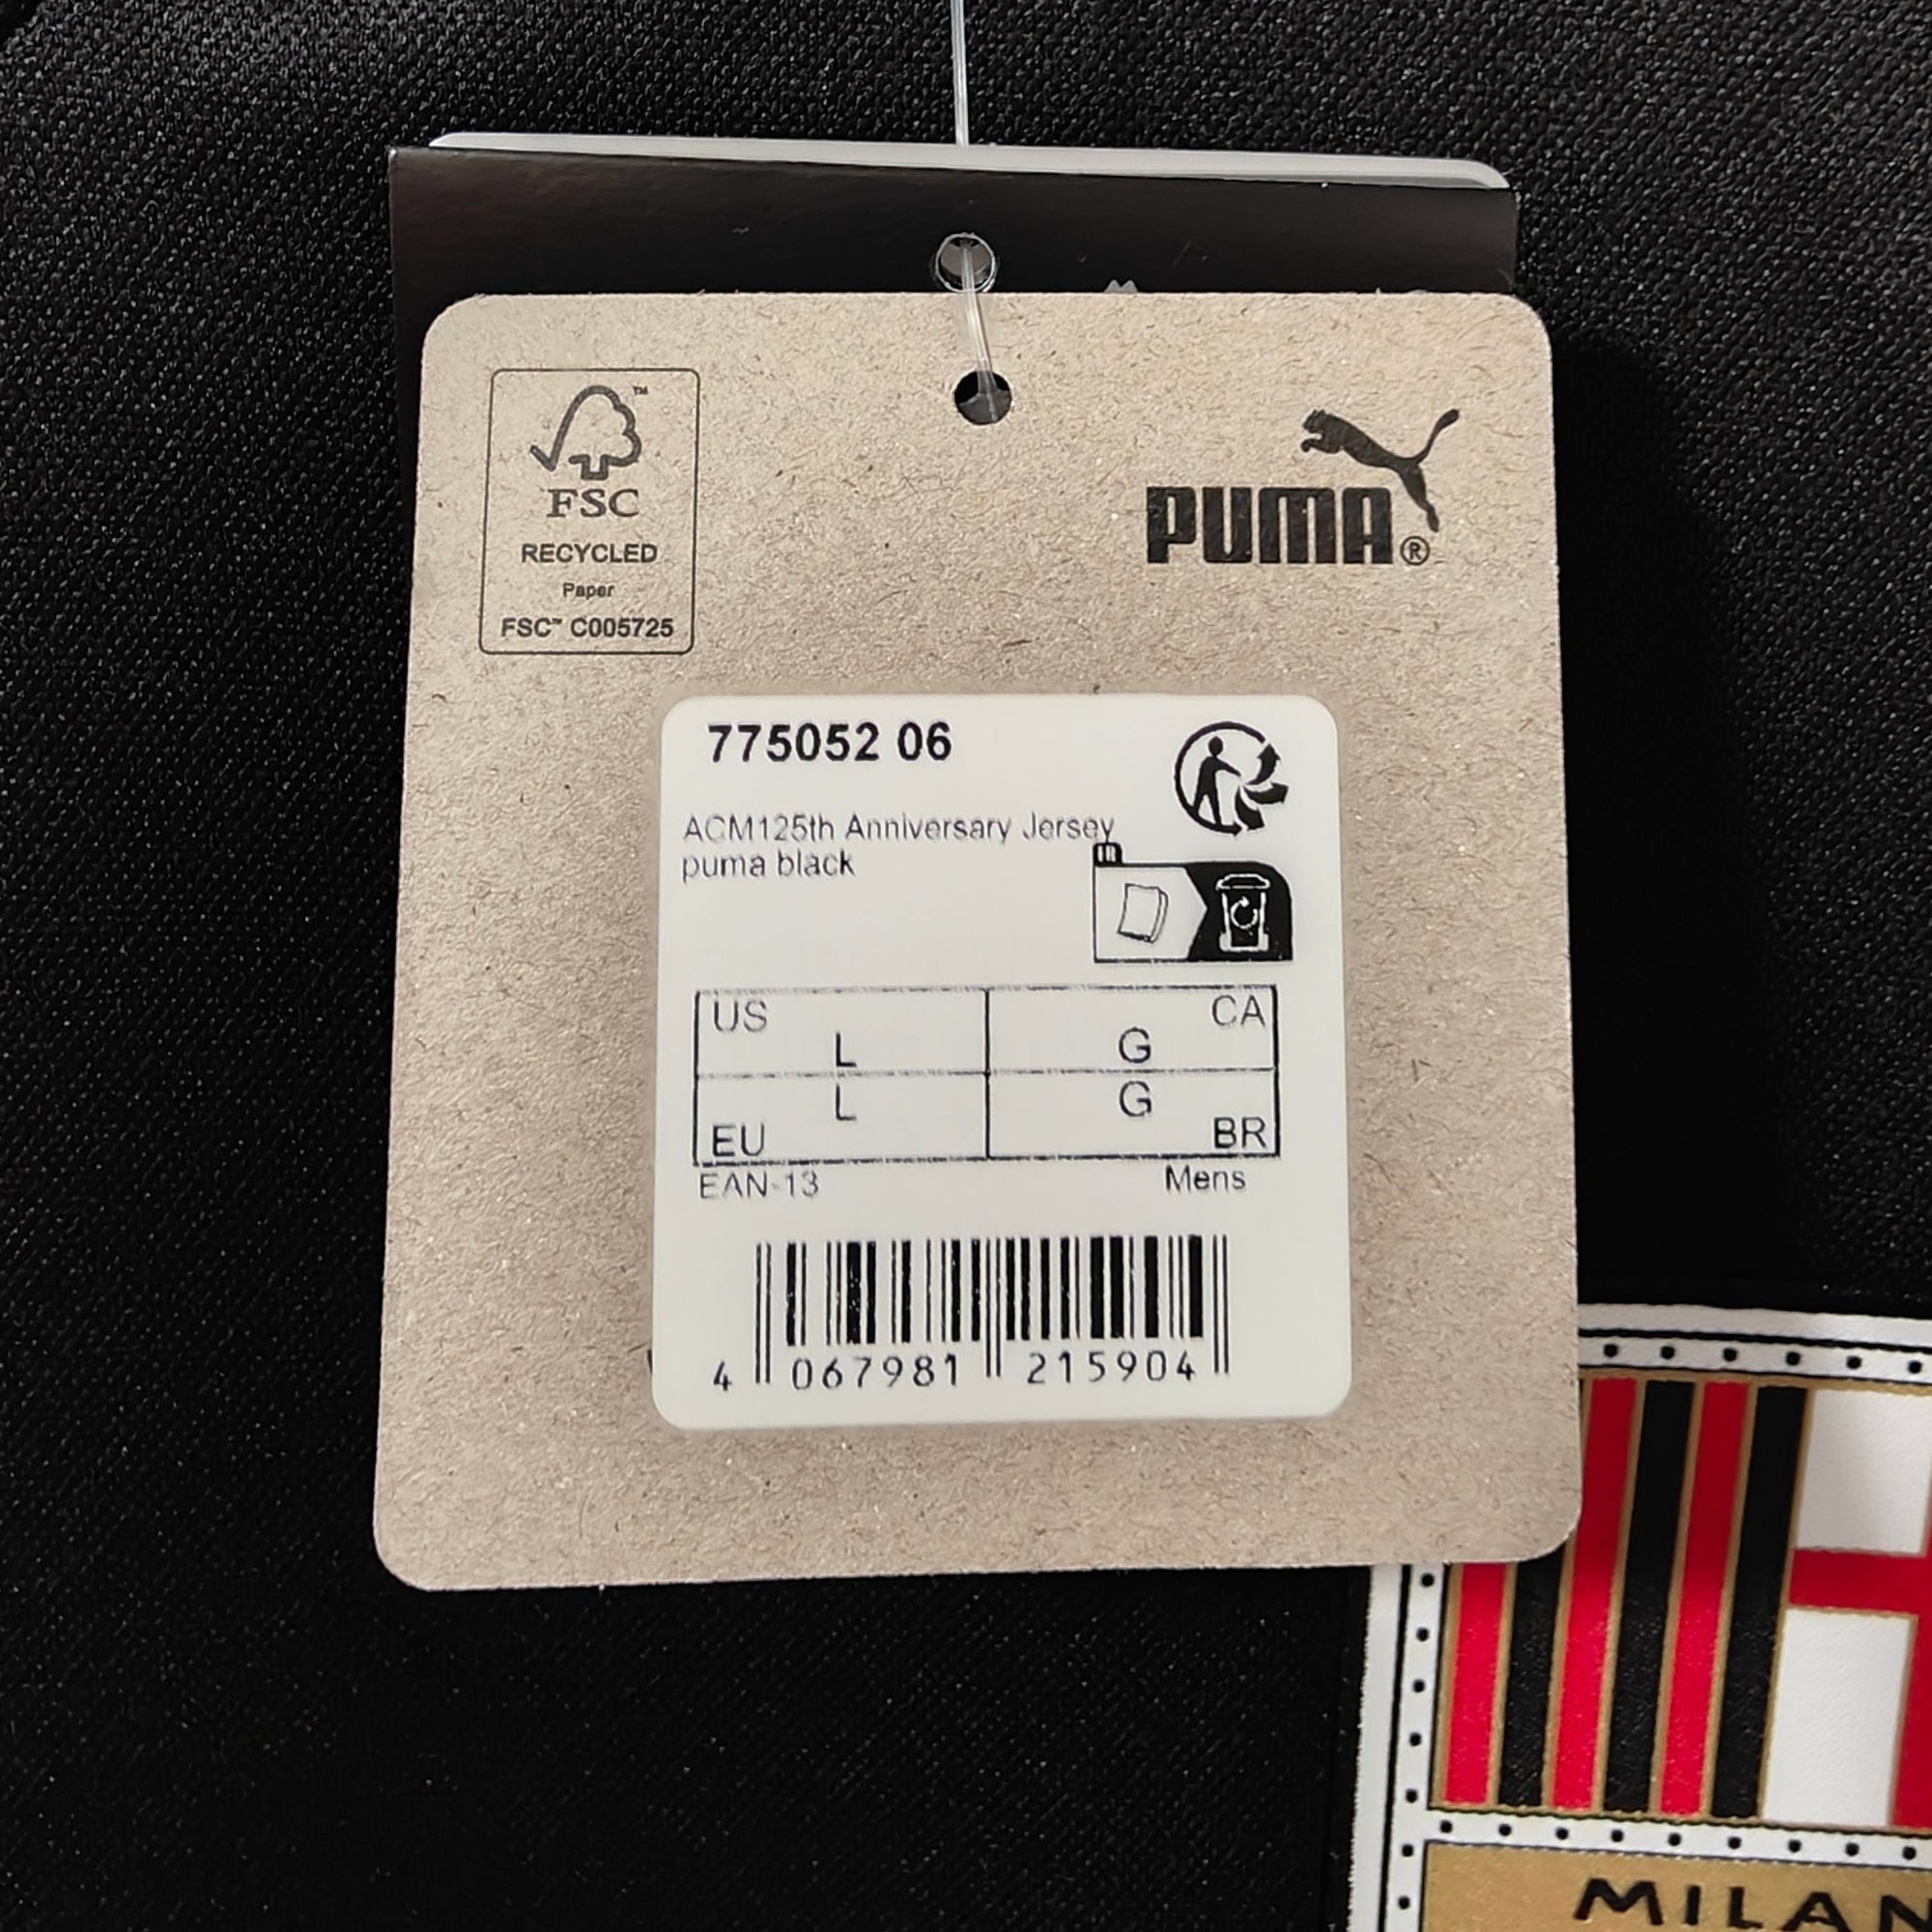 FSC
RECYCLED
Paper
FSC™ C005725
PUMA®
775052 06
ACM125th Anniversary Jersey
puma black
US
L
CA
G
L
EU
G
BR
EAN-13
Mens
4 067981 215904
MILAN